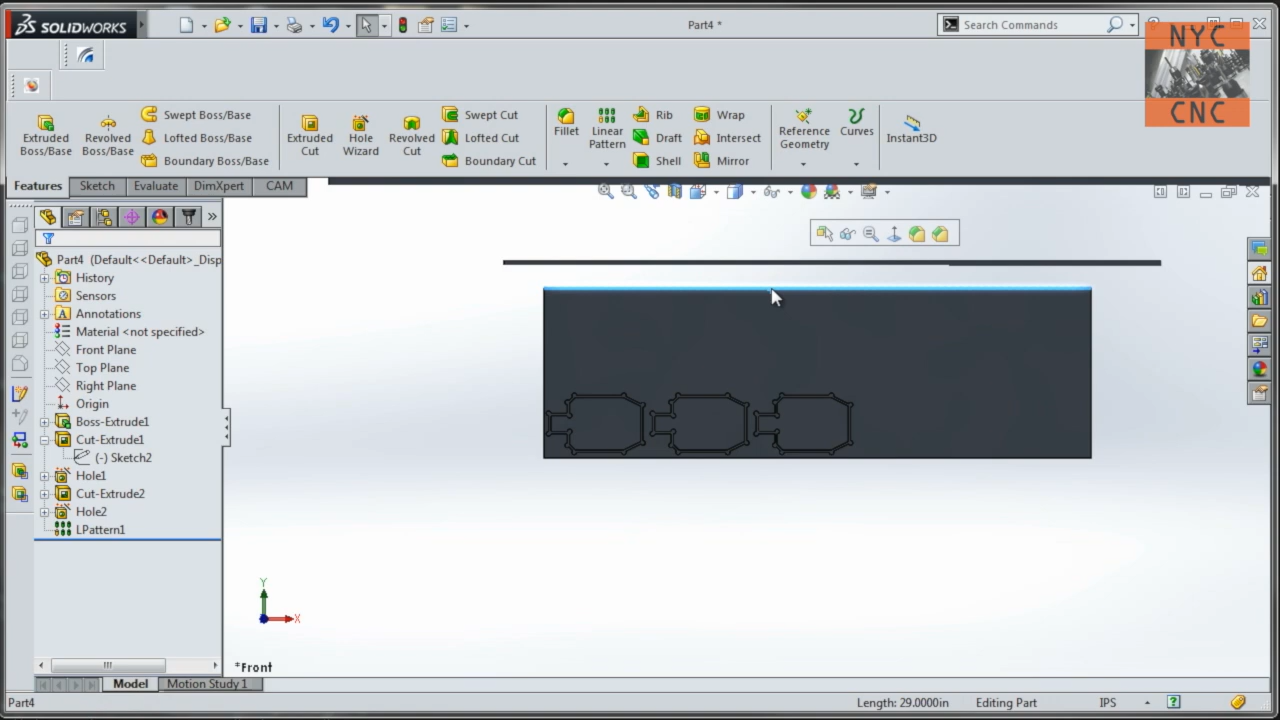 SOLIDWORKS
Part4 *
Search Commands
NYC
CNC
Extruded
Boss/Base
Revolved
Boss/Base
Swept Boss/Base
Lofted Boss/Base
Boundary Boss/Base
Extruded
Cut
Hole
Wizard
Revolved
Cut
Swept Cut
Lofted Cut
Boundary Cut
Fillet
Linear
Pattern
Rib
Draft
Shell
Wrap
Intersect
Mirror
Reference
Geometry
Curves
Instant3D
Features
Sketch
Evaluate
DimXpert
CAM
Part4 (Default<<Default>_Disp
History
Sensors
Annotations
Material <not specified>
Front Plane
Top Plane
Right Plane
Origin
Boss-Extrude1
Cut-Extrude1
(-) Sketch2
Hole1
Cut-Extrude2
Hole2
LPattern1
Y
X
*Front
Model
Motion Study 1
Part4
Length: 29.0000in
Editing Part
IPS